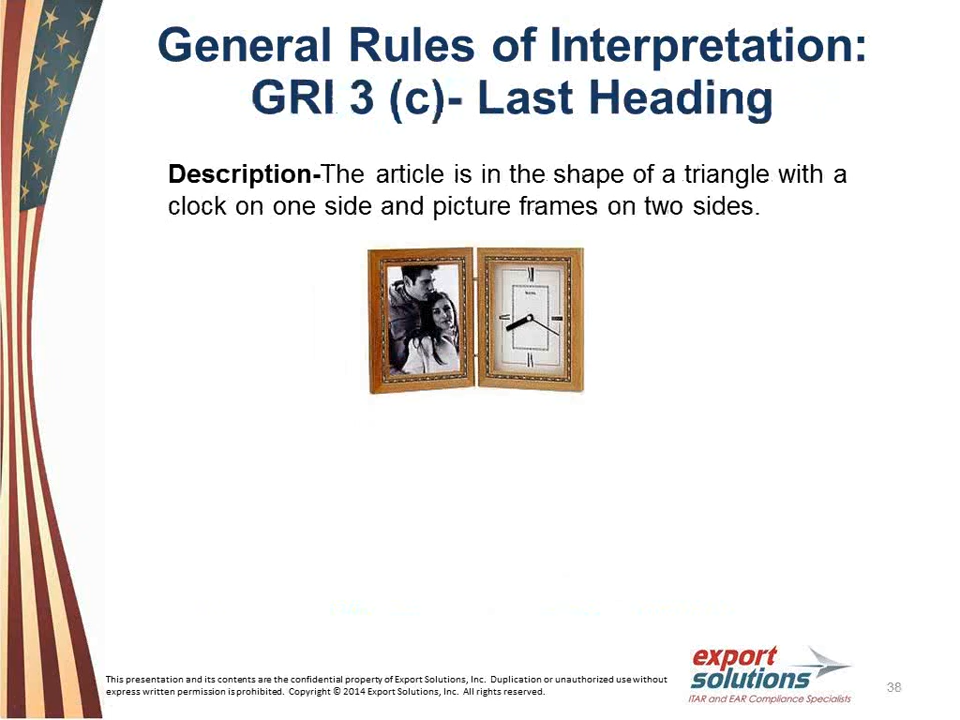 General Rules of Interpretation:
GRI 3 (c)- Last Heading
Description-The article is in the shape of a triangle with a
clock on one side and picture frames on two sides.
export
solutions
ITAR and EAR Compliance Specialists
This presentation and its contents are the confidential property of Export Solutions, Inc. Duplication or unauthorized use without
express written permission is prohibited. Copyright © 2014 Export Solutions, Inc. All rights reserved.
38